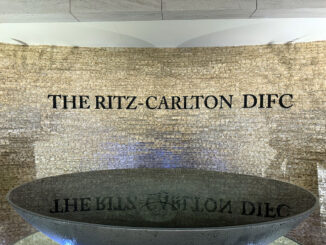 THE RITZ-CARLTON DIFC